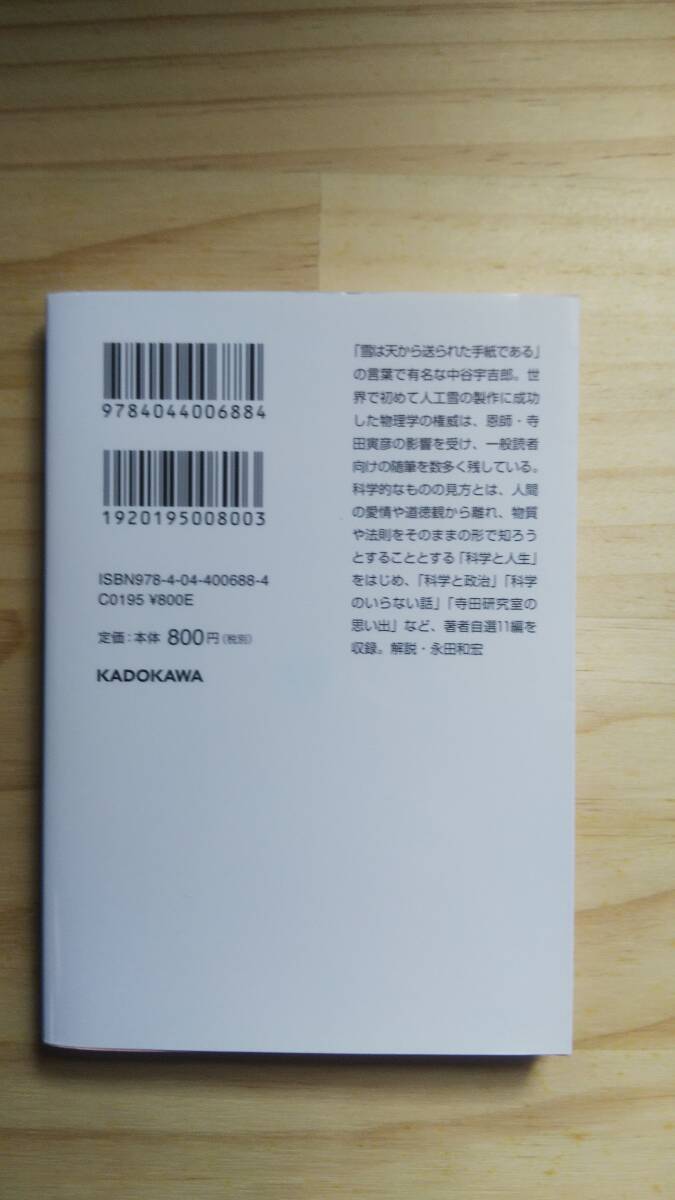 9784044006884
1920195008003
ISBN978-4-04-400688-4
C0195 ¥800E
定価：本体 800円（税別）
KADOKAWA
「雪は天から送られた手紙である」
の言葉で有名な中谷宇吉郎。世
界で初めて人工雪の製作に成功
した物理学の権威は、恩師・寺
田寅彦の影響を受け、一般読者
向けの随筆を数多く残している。
科学的なものの見方とは、人間
の愛情や道徳観から離れ、物質
や法則をそのままの形で知ろう
とすることとする「科学と人生」
をはじめ、「科学と政治」「科学
のいらない話」「寺田研究室の
思い出」など、著者自選11編を
収録。解説・永田和宏